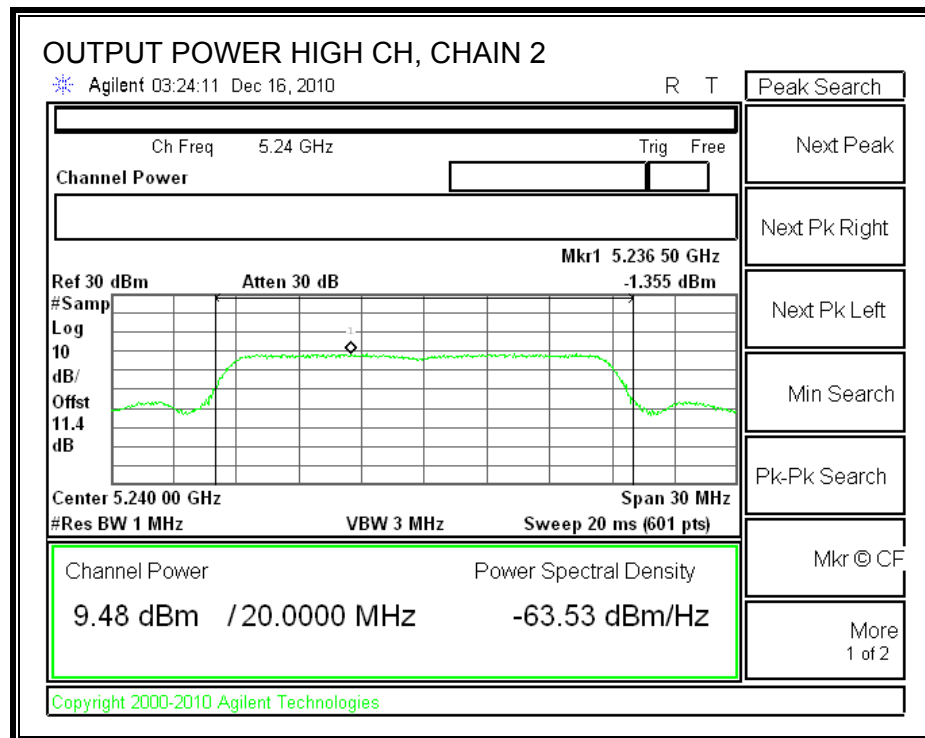 OUTPUT POWER HIGH CH, CHAIN 2
Agilent 03:24:11 Dec 16, 2010 R T
Peak Search
Ch Freq 5.24 GHz Trig Free
Channel Power
Mkr1 5.236 50 GHz
Ref 30 dBm Atten 30 dB -1.355 dBm
#Samp
Log
10
dB/
Offst
11.4
dB
1
Center 5.240 00 GHz Span 30 MHz
#Res BW 1 MHz VBW 3 MHz Sweep 20 ms (601 pts)
Channel Power Power Spectral Density
9.48 dBm / 20.0000 MHz -63.53 dBm/Hz
Next Peak
Next Pk Right
Next Pk Left
Min Search
Pk-Pk Search
Mkr © CF
More
1 of 2
Copyright 2000-2010 Agilent Technologies